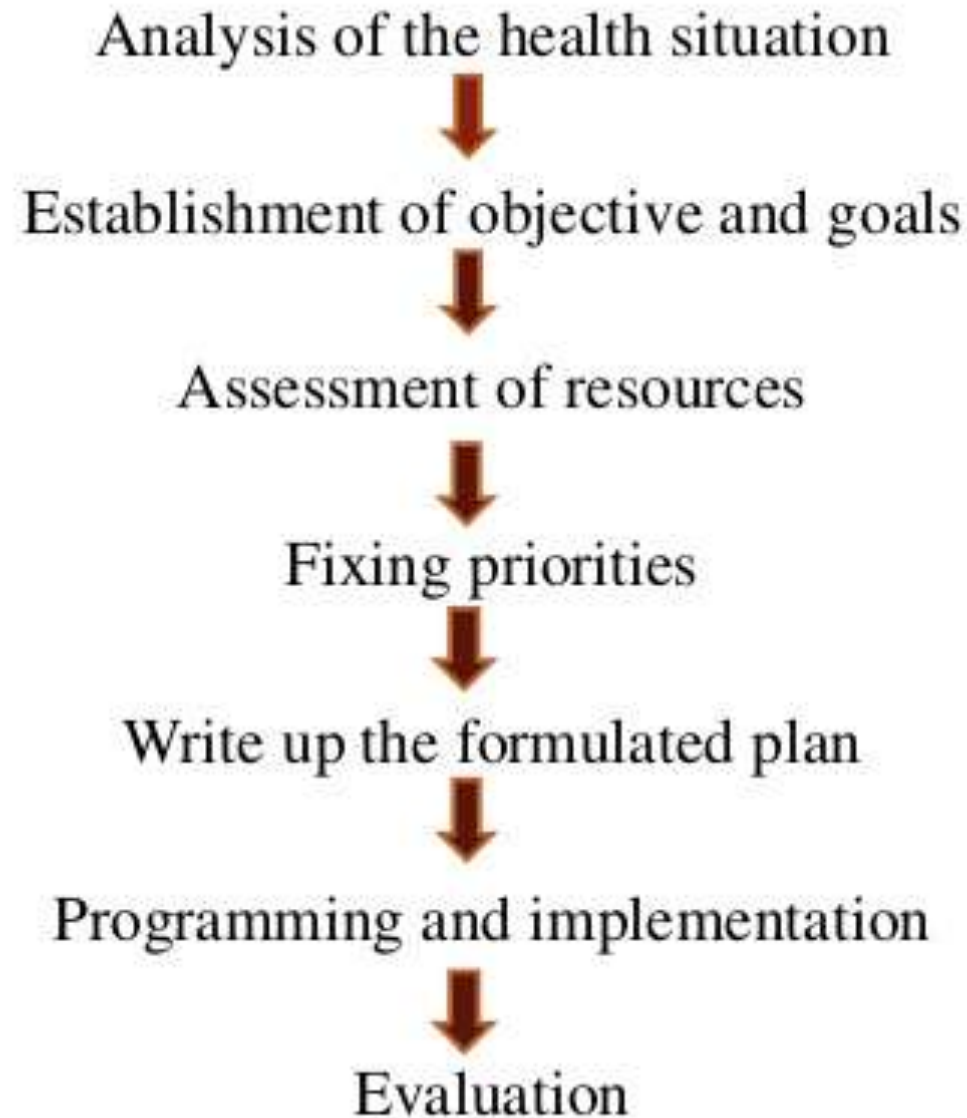 Analysis of the health situation
Establishment of objective and goals
Assessment of resources
Fixing priorities
Write up the formulated plan
Programming and implementation
Evaluation